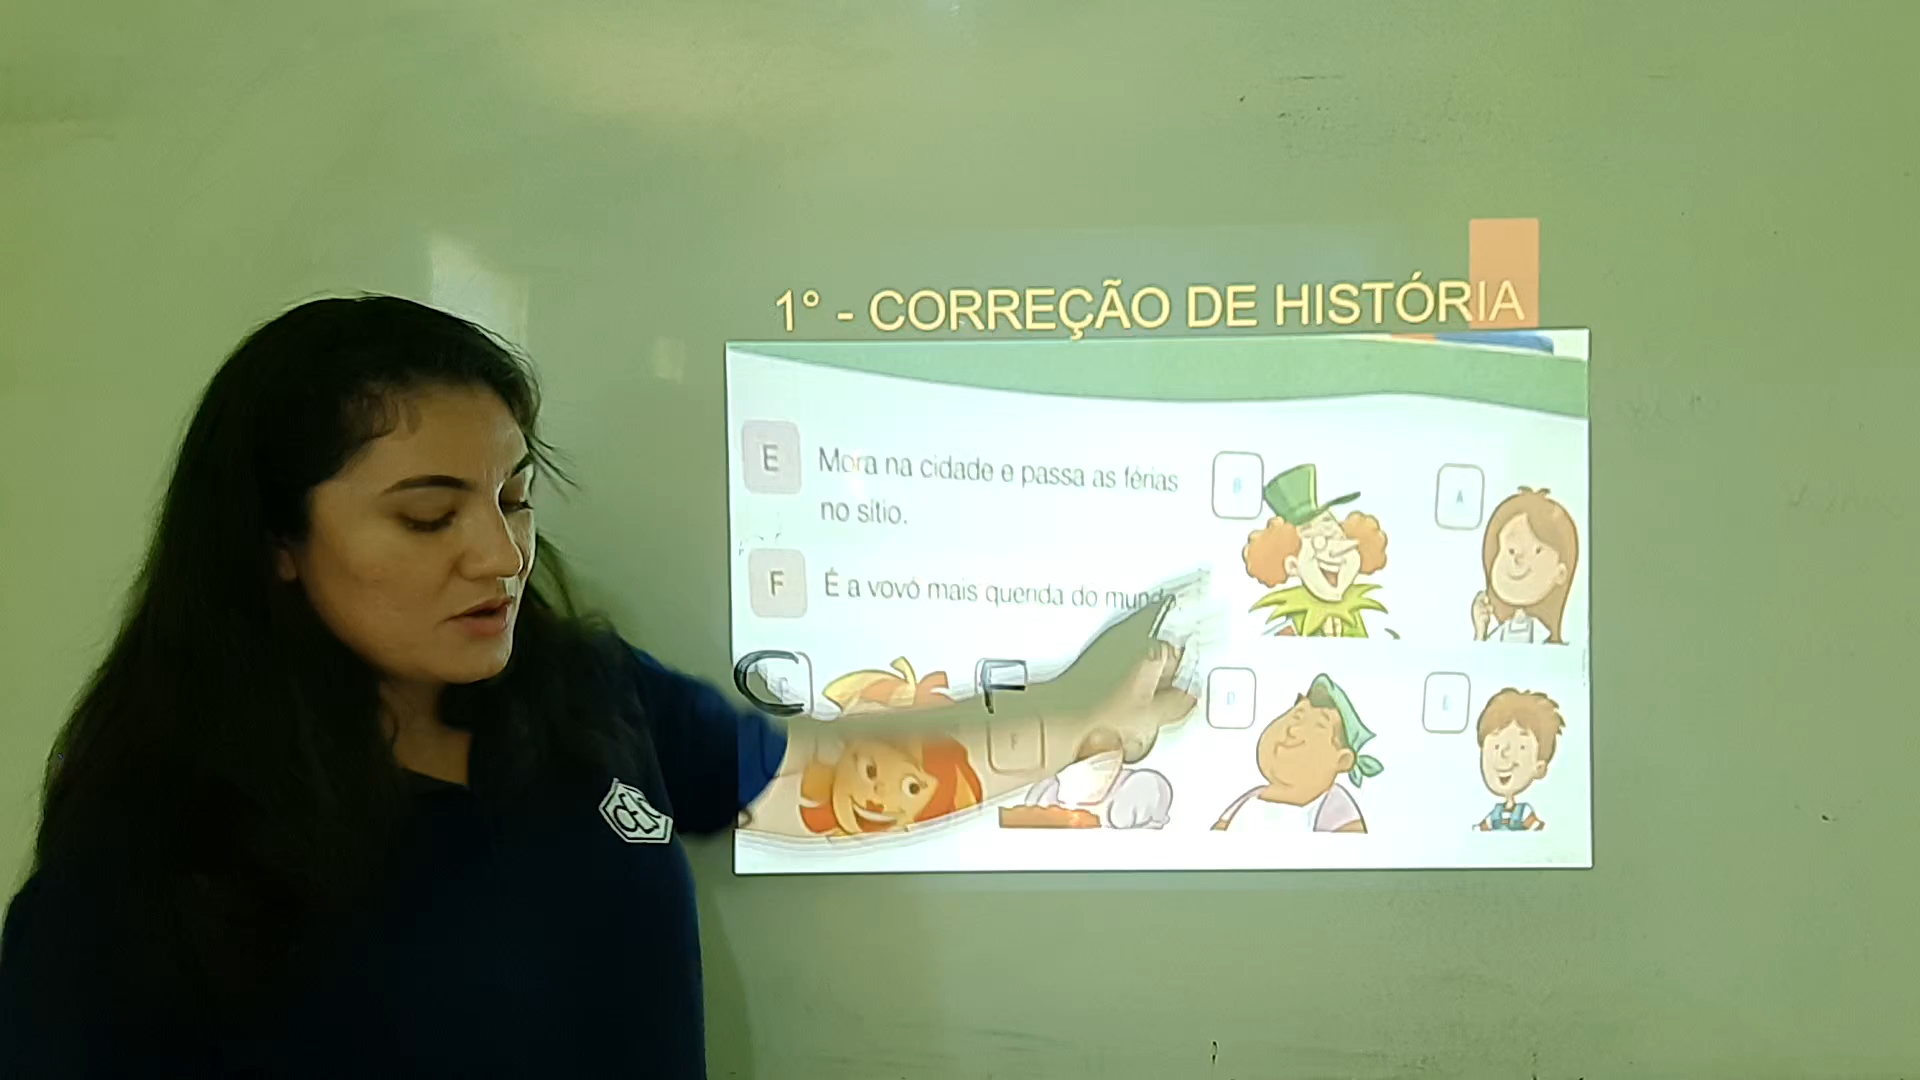 1° - CORREÇÃO DE HISTÓRIA
E Mora na cidade e passa as férias
no sítio.
F É a vovó mais querida do mundo.
B A
C F
F
D E